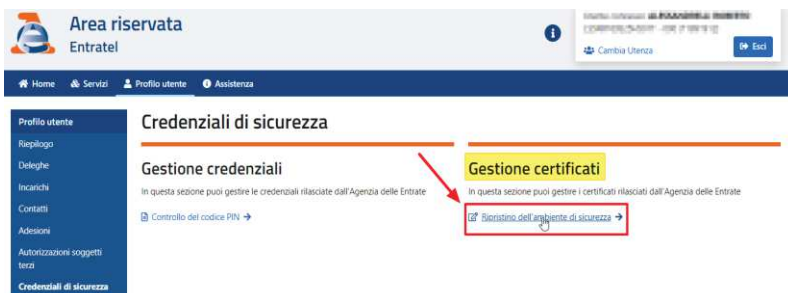 Area riservata
Entratel
Cambia Utenza
Esci
Home
Servizi
Profilo utente
Assistenza
Profilo utente
Riepilogo
Deleghe
Incarichi
Contatti
Adesioni
Autorizzazioni soggetti
terzi
Credenziali di sicurezza
Credenziali di sicurezza
Gestione credenziali
In questa sezione puoi gestire le credenziali rilasciate dall'Agenzia delle Entrate
Controllo del codice PIN
Gestione certificati
In questa sezione puoi gestire i certificati rilasciati dall'Agenzia delle Entrate
Ripristino dell'ambiente di sicurezza